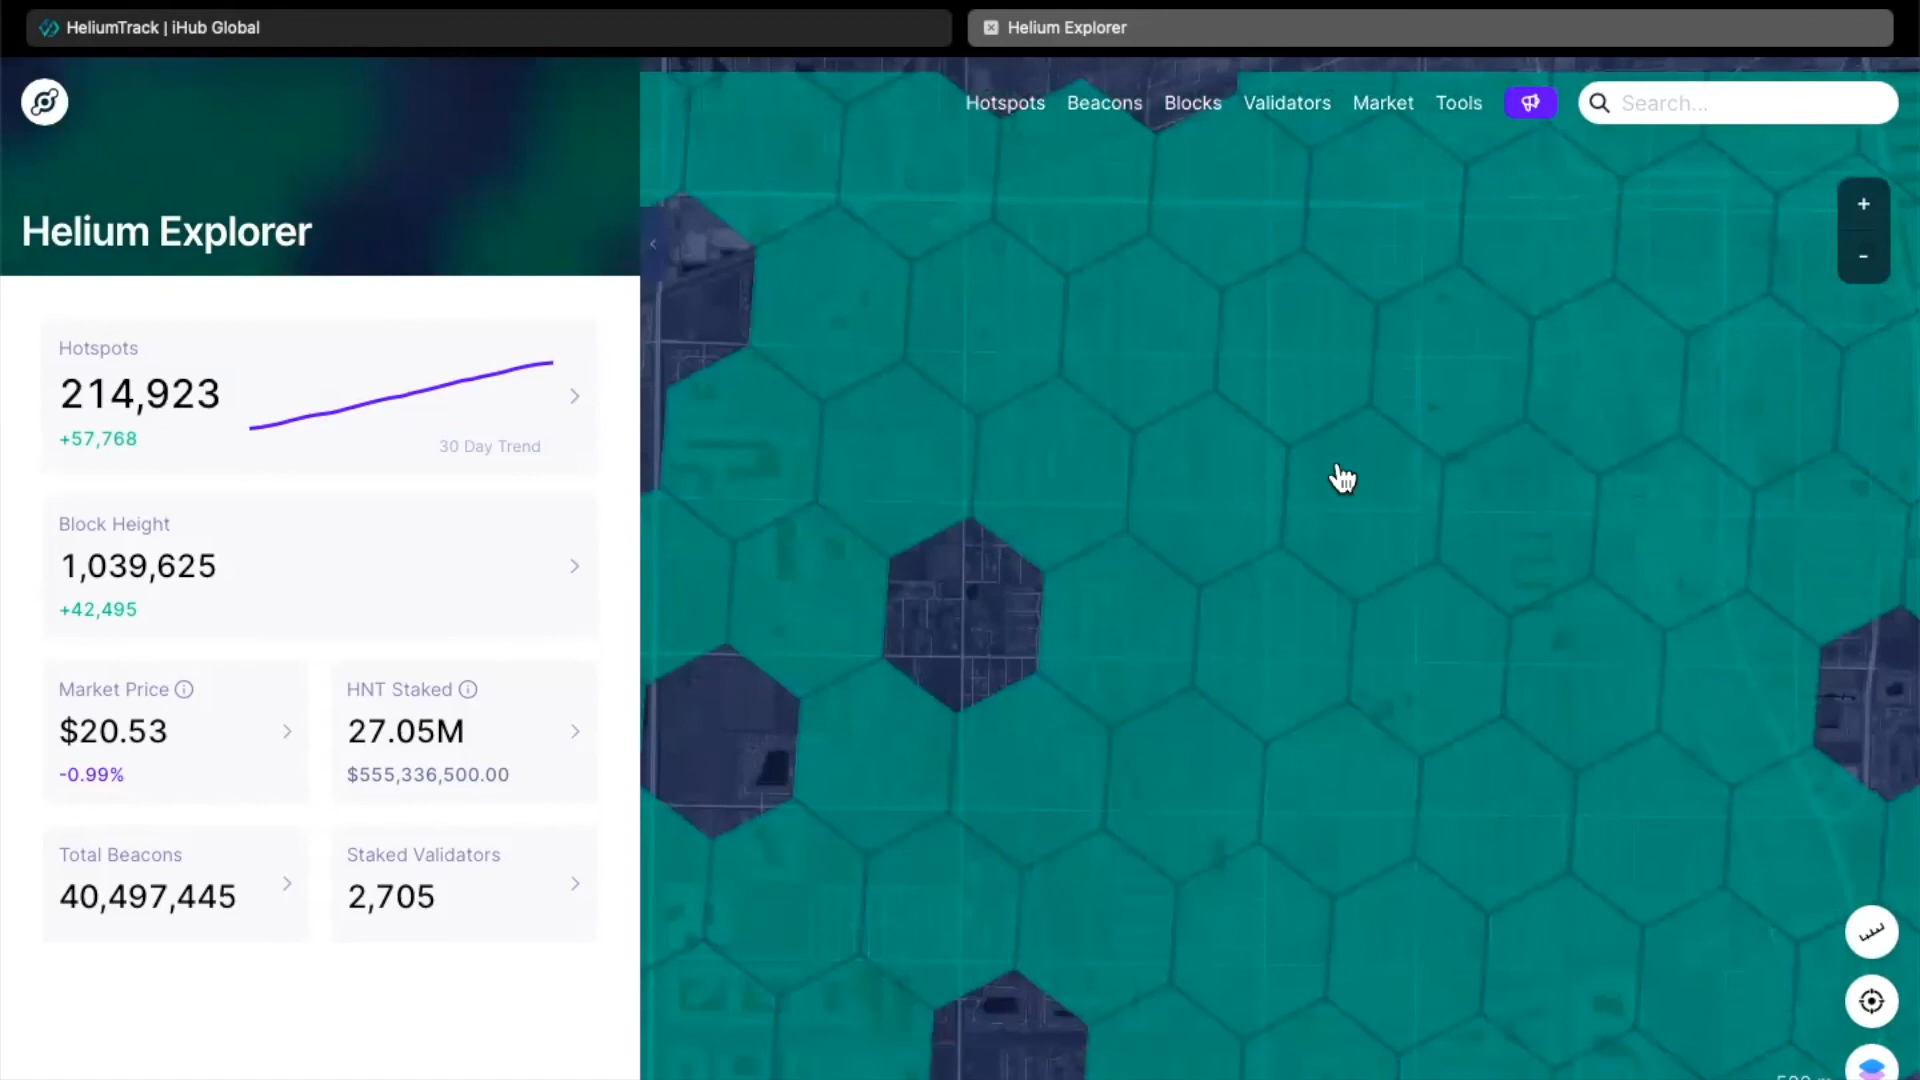 HeliumTrack | iHub Global
Helium Explorer
Hotspots
Beacons
Blocks
Validators
Market
Tools
Search...
Helium Explorer
Hotspots
214,923
+57,768
30 Day Trend
Block Height
1,039,625
+42,495
Market Price
$20.53
-0.99%
HNT Staked
27.05M
$555,336,500.00
Total Beacons
40,497,445
Staked Validators
2,705
+
-